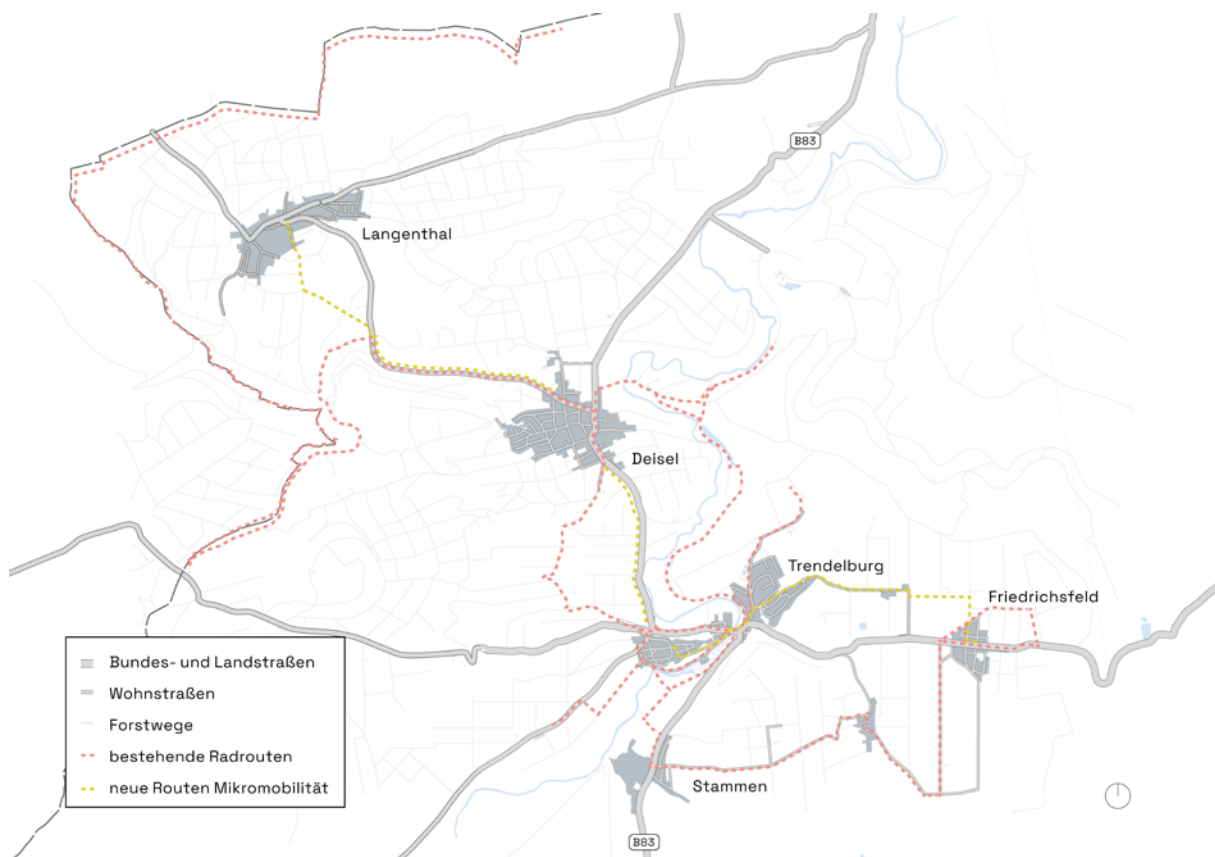 B83
Langenthal
Deisel
Trendelburg
Friedrichsfeld
Stammen
B83
Bundes- und Landstraßen
Wohnstraßen
Forstwege
bestehende Radrouten
neue Routen Mikromobilität